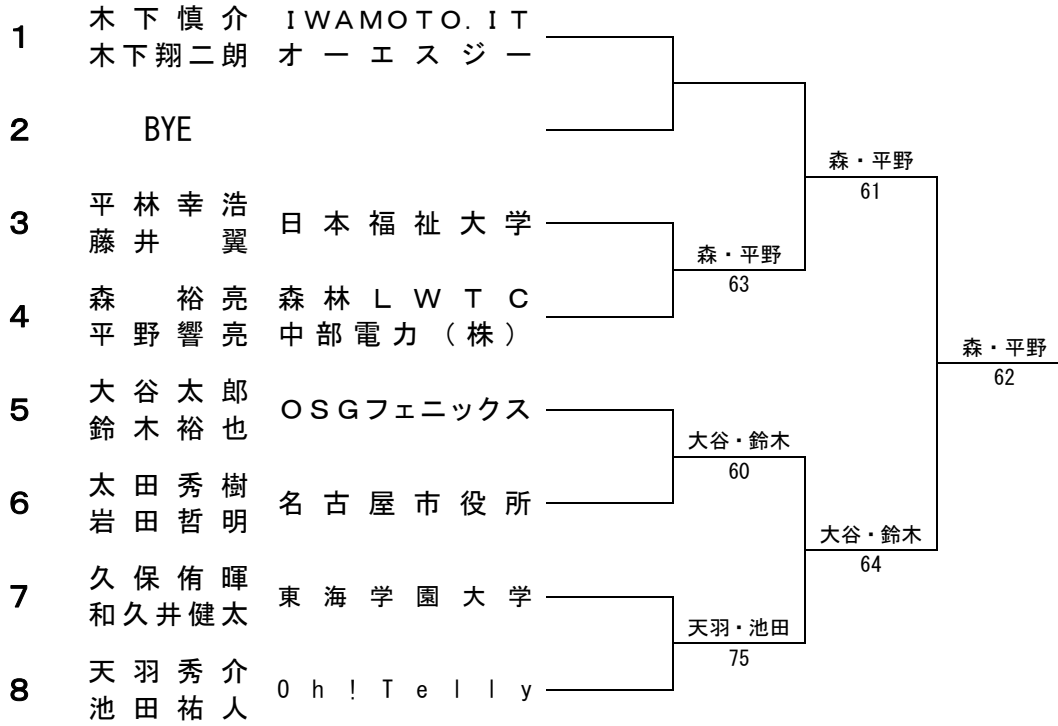 1 木下慎介 IWAMOTO.IT
木下翔二朗 オーエスジー
2 BYE
3 平林幸浩 日本福祉大学
藤井 翼
4 森 裕亮 森林LWTC
平野響亮 中部電力(株)
5 大谷太郎 OSGフェニックス
鈴木裕也
6 太田秀樹 名古屋市役所
岩田哲明
7 久保侑暉 東海学園大学
和久井健太
8 天羽秀介 Oh!Telly
池田祐人
森・平野
63
大谷・鈴木
60
天羽・池田
75
森・平野
61
大谷・鈴木
64
森・平野
62